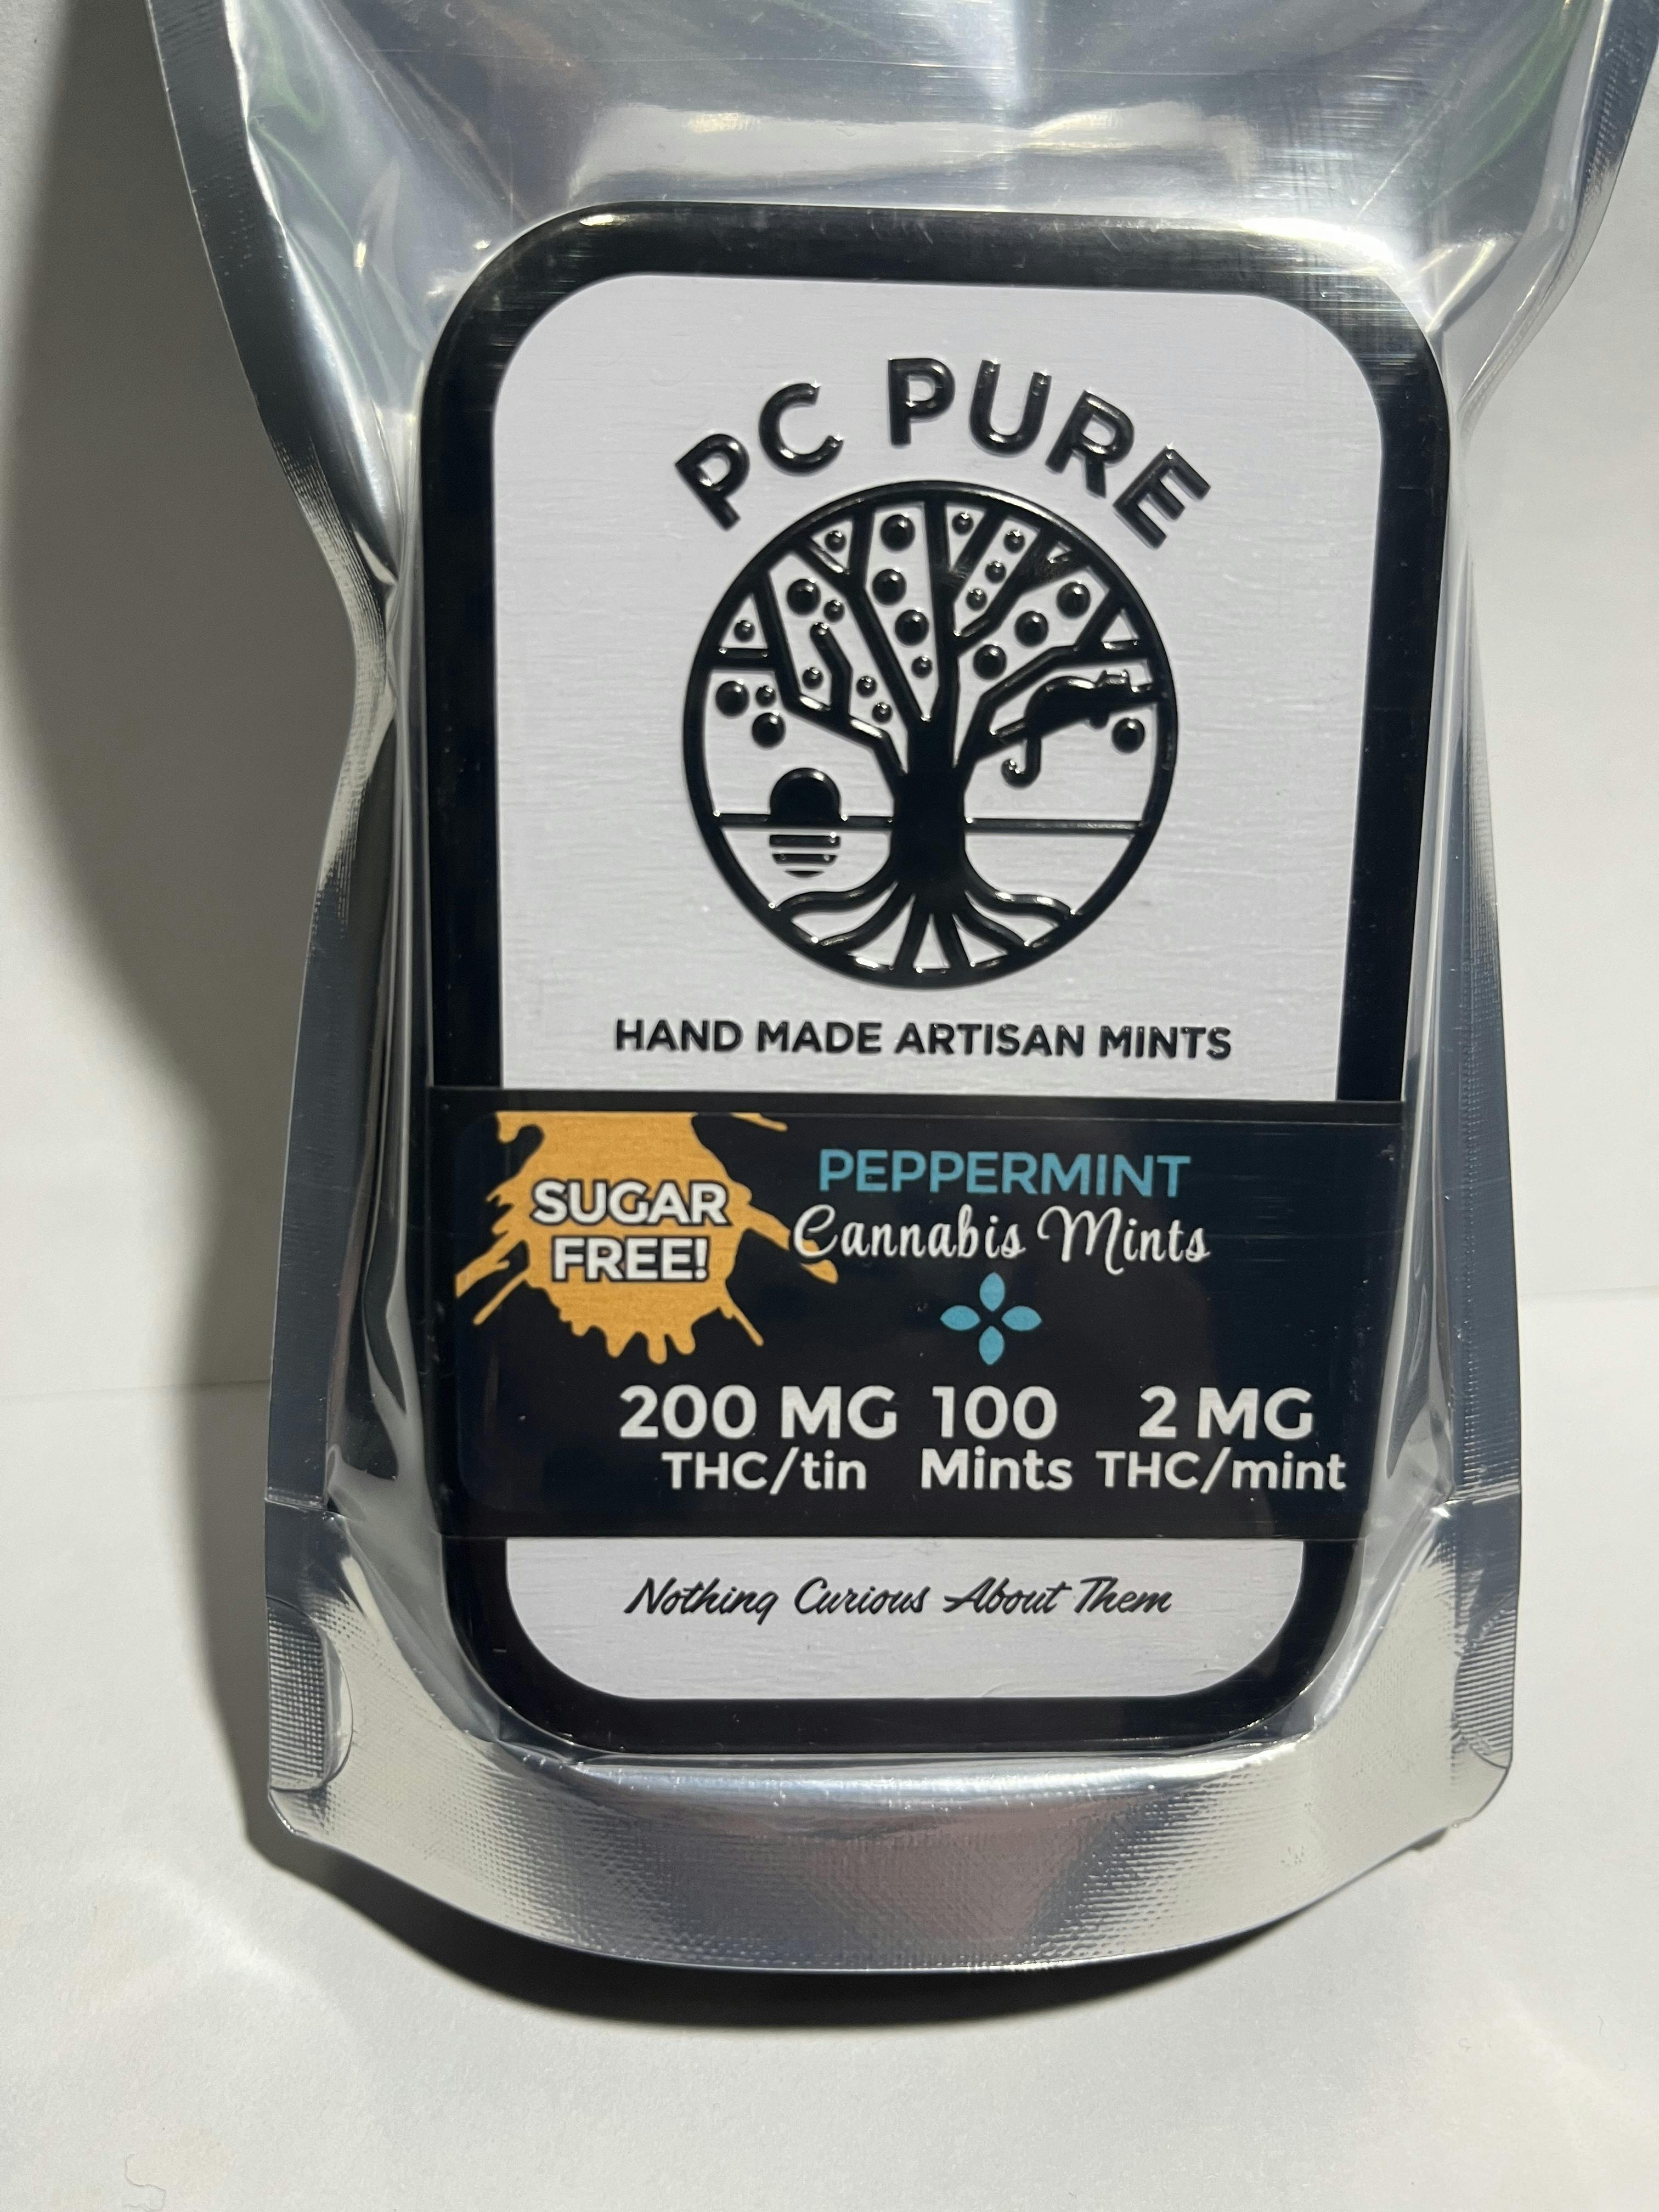 PC PURE
HAND MADE ARTISAN MINTS
SUGAR
FREE!
PEPPERMINT
Cannabis Mints
200 MG 100 2 MG
THC/tin Mints THC/mint
Nothing Curious About Them